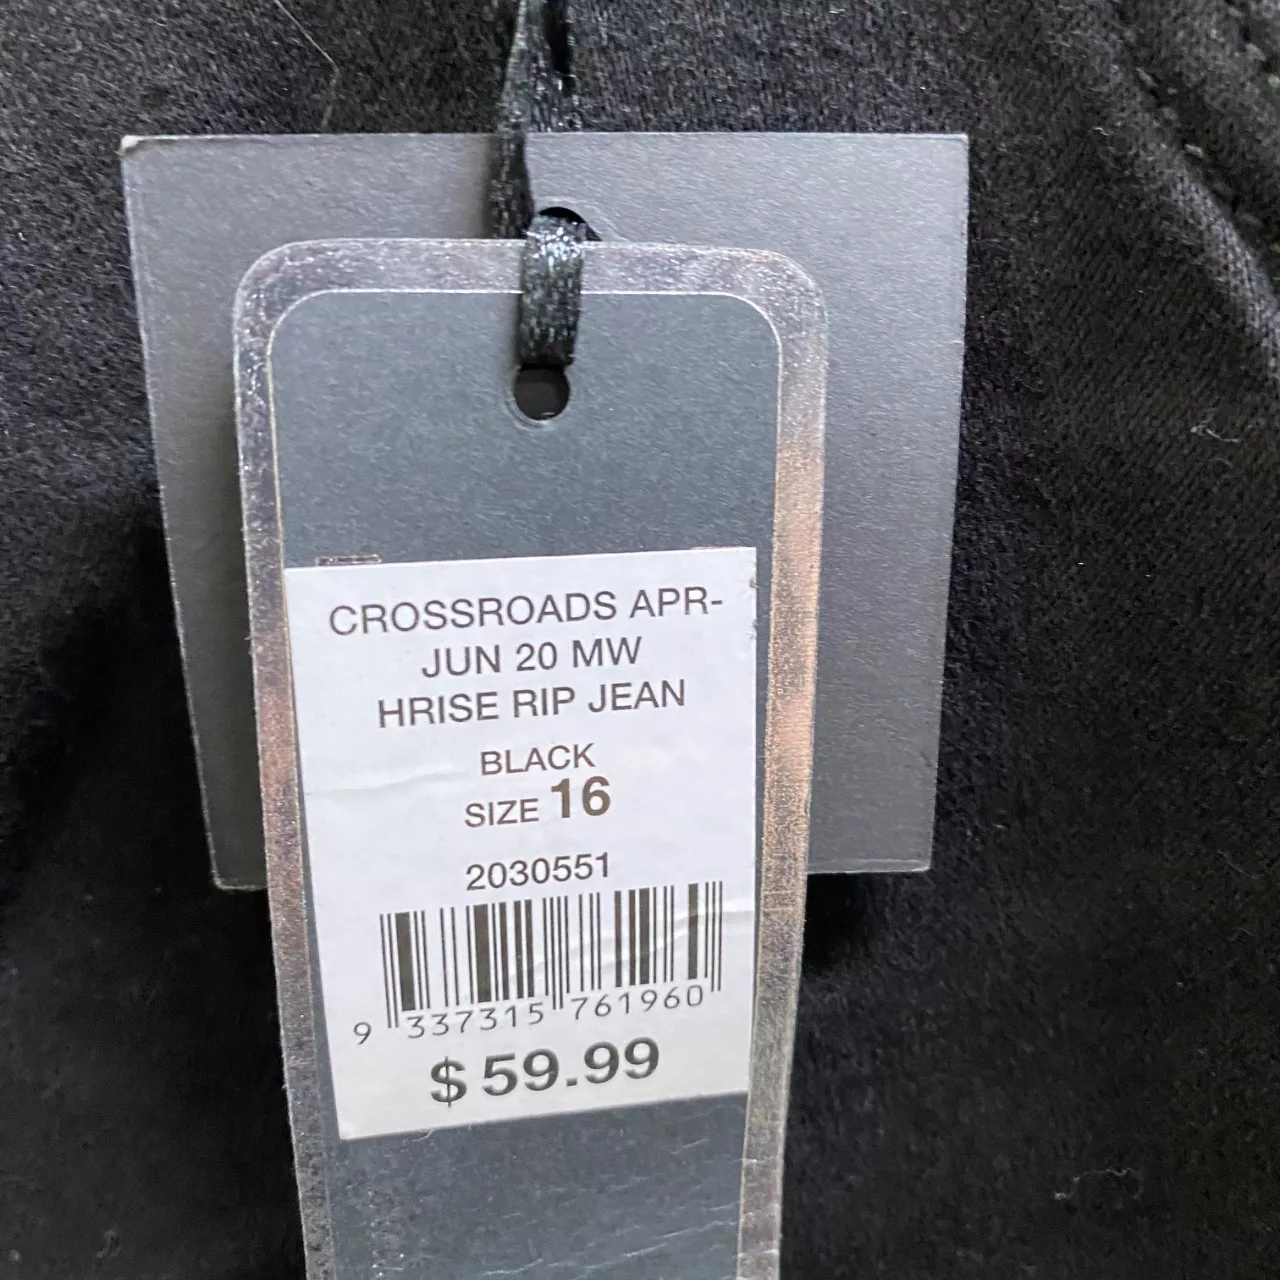 CROSSROADS APR-
JUN 20 MW
HRISE RIP JEAN
BLACK
SIZE 16
2030551
9 337315 761960
$59.99